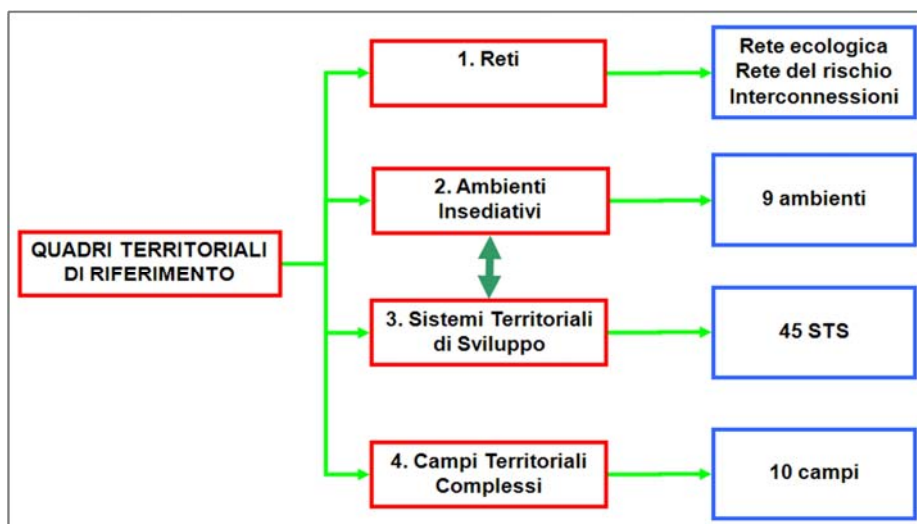 QUADRI TERRITORIALI
DI RIFERIMENTO
1. Reti
Rete ecologica
Rete del rischio
Interconnessioni
2. Ambienti
Insediativi
9 ambienti
3. Sistemi Territoriali
di Sviluppo
45 STS
4. Campi Territoriali
Complessi
10 campi